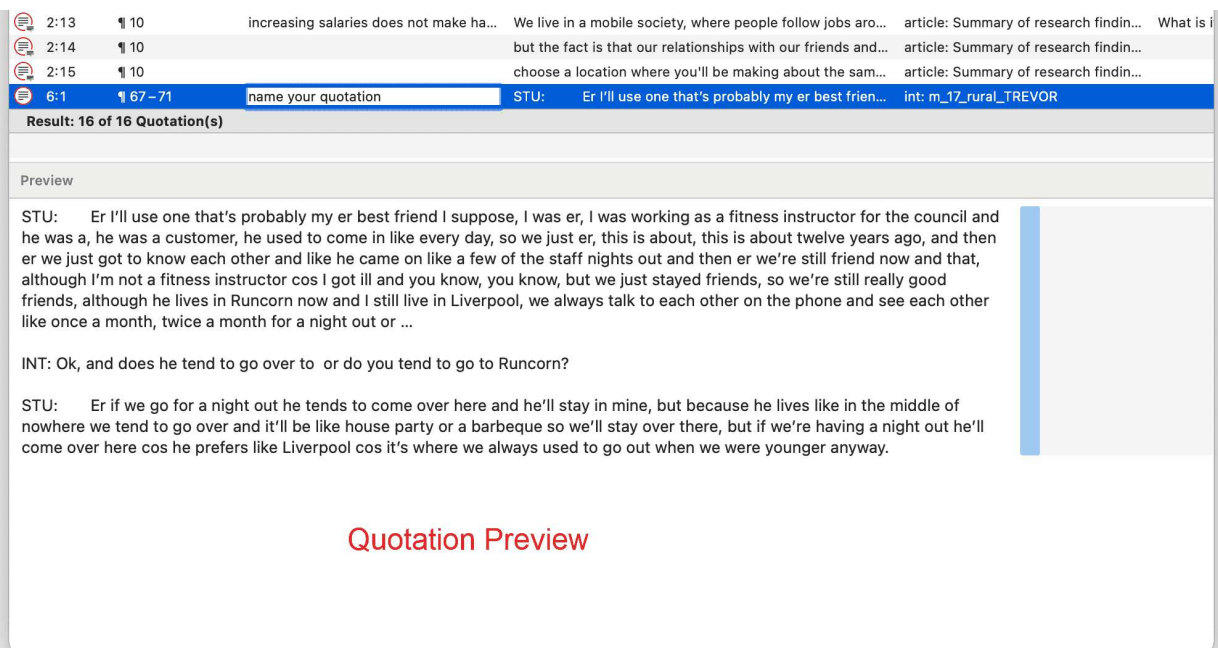 2:13 ¶ 10 increasing salaries does not make ha... We live in a mobile society, where people follow jobs aro... article: Summary of research findin... What is i
2:14 ¶ 10 but the fact is that our relationships with our friends and... article: Summary of research findin...
2:15 ¶ 10 choose a location where you'll be making about the sam... article: Summary of research findin...
6:1 ¶ 67 – 71 name your quotation STU: Er I'll use one that's probably my er best frien... int: m_17_rural_TREVOR
Result: 16 of 16 Quotation(s)
Preview
STU: Er I'll use one that's probably my er best friend I suppose, I was er, I was working as a fitness instructor for the council and
he was a, he was a customer, he used to come in like every day, so we just er, this is about, this is about twelve years ago, and then
er we just got to know each other and like he came on like a few of the staff nights out and then er we're still friend now and that,
although I'm not a fitness instructor cos I got ill and you know, you know, but we just stayed friends, so we're still really good
friends, although he lives in Runcorn now and I still live in Liverpool, we always talk to each other on the phone and see each other
like once a month, twice a month for a night out or ...
INT: Ok, and does he tend to go over to  or do you tend to go to Runcorn?
STU: Er if we go for a night out he tends to come over here and he'll stay in mine, but because he lives like in the middle of
nowhere we tend to go over and it'll be like house party or a barbeque so we'll stay over there, but if we're having a night out he'll
come over here cos he prefers like Liverpool cos it's where we always used to go out when we were younger anyway.
Quotation Preview